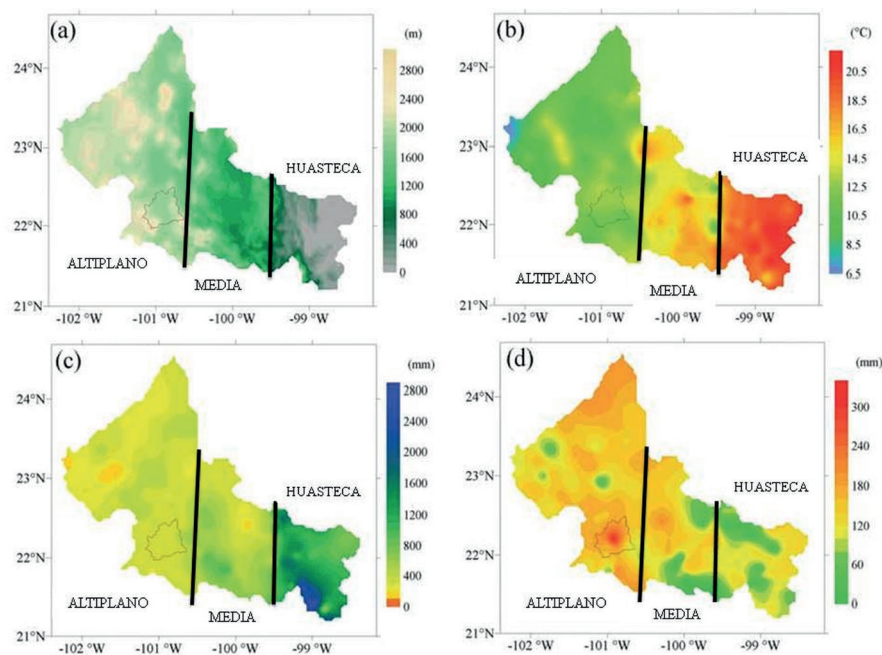 (a)
(m)
2800
2400
2000
1600
1200
800
400
0
24°N
23°N
22°N
21°N
HUASTECA
ALTIPLANO
MEDIA
-102 °W
-101 °W
-100 °W
-99 °W
(b)
(°C)
20.5
18.5
16.5
14.5
12.5
10.5
8.5
6.5
24°N
23°N
22°N
21°N
HUASTECA
ALTIPLANO
MEDIA
-102 °W
-101 °W
-100 °W
-99 °W
(c)
(mm)
2800
2400
2000
1600
1200
800
400
0
24°N
23°N
22°N
21°N
HUASTECA
ALTIPLANO
MEDIA
-102 °W
-101 °W
-100 °W
-99 °W
(d)
(mm)
300
240
180
120
60
0
24°N
23°N
22°N
21°N
HUASTECA
ALTIPLANO
MEDIA
-102 °W
-101 °W
-100 °W
-99 °W